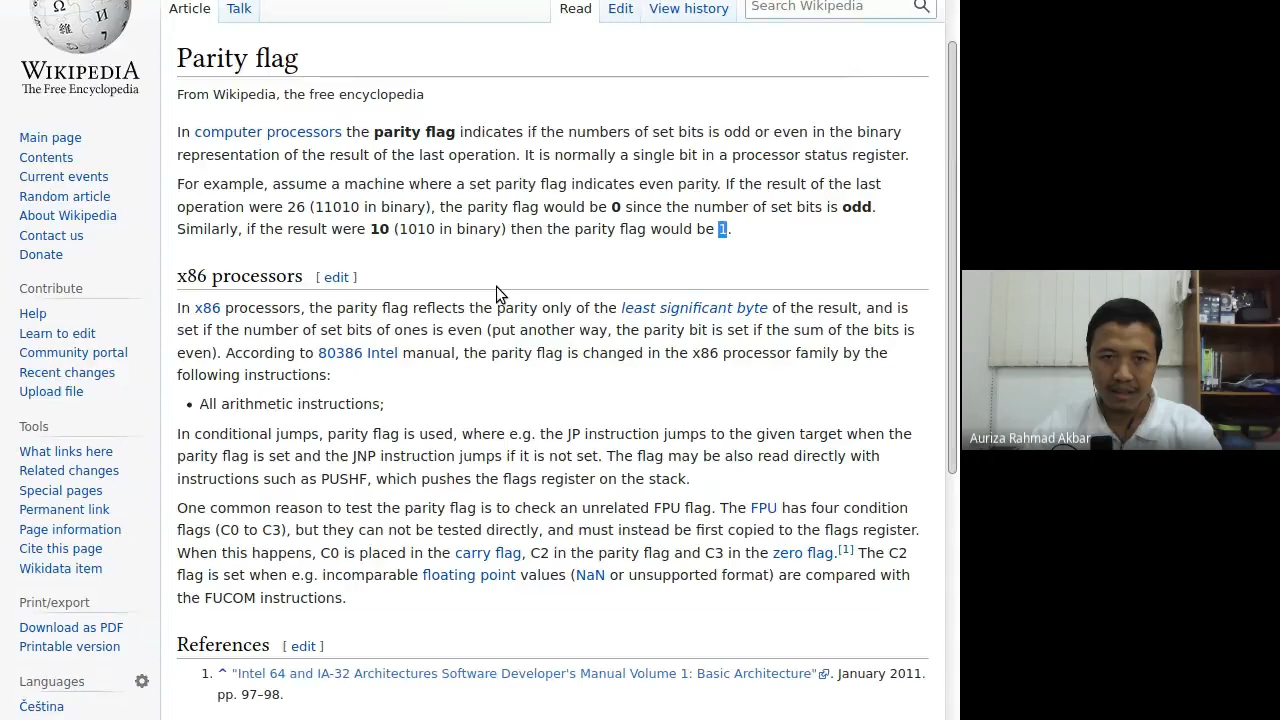 Article
Talk
Read
Edit
View history
Search Wikipedia
WIKIPEDIA
The Free Encyclopedia
Main page
Contents
Current events
Random article
About Wikipedia
Contact us
Donate
Contribute
Help
Learn to edit
Community portal
Recent changes
Upload file
Tools
What links here
Related changes
Special pages
Permanent link
Page information
Cite this page
Wikidata item
Print/export
Download as PDF
Printable version
Languages
Čeština
Parity flag
From Wikipedia, the free encyclopedia
In computer processors the parity flag indicates if the numbers of set bits is odd or even in the binary
representation of the result of the last operation. It is normally a single bit in a processor status register.
For example, assume a machine where a set parity flag indicates even parity. If the result of the last
operation were 26 (11010 in binary), the parity flag would be 0 since the number of set bits is odd.
Similarly, if the result were 10 (1010 in binary) then the parity flag would be 1.
x86 processors [ edit ]
In x86 processors, the parity flag reflects the parity only of the least significant byte of the result, and is
set if the number of set bits of ones is even (put another way, the parity bit is set if the sum of the bits is
even). According to 80386 Intel manual, the parity flag is changed in the x86 processor family by the
following instructions:
• All arithmetic instructions;
In conditional jumps, parity flag is used, where e.g. the JP instruction jumps to the given target when the
parity flag is set and the JNP instruction jumps if it is not set. The flag may be also read directly with
instructions such as PUSHF, which pushes the flags register on the stack.
One common reason to test the parity flag is to check an unrelated FPU flag. The FPU has four condition
flags (C0 to C3), but they can not be tested directly, and must instead be first copied to the flags register.
When this happens, C0 is placed in the carry flag, C2 in the parity flag and C3 in the zero flag.[1] The C2
flag is set when e.g. incomparable floating point values (NaN or unsupported format) are compared with
the FUCOM instructions.
References [ edit ]
1. ^ "Intel 64 and IA-32 Architectures Software Developer's Manual Volume 1: Basic Architecture". January 2011.
pp. 97–98.
Auriza Rahmad Akbar